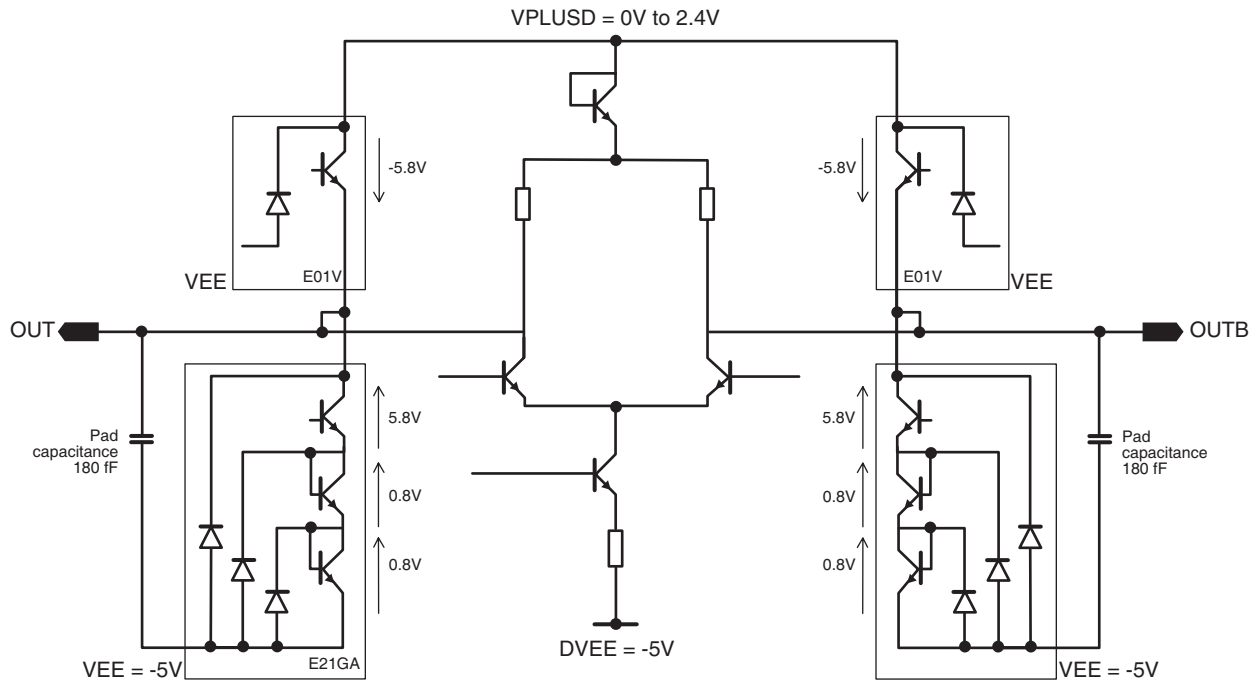 VPLUSD = 0V to 2.4V
-5.8V
-5.8V
E01V
E01V
VEE
VEE
OUT
OUTB
5.8V
5.8V
Pad
capacitance
180 fF
Pad
capacitance
180 fF
0.8V
0.8V
0.8V
0.8V
DVEE = -5V
E21GA
VEE = -5V
VEE = -5V